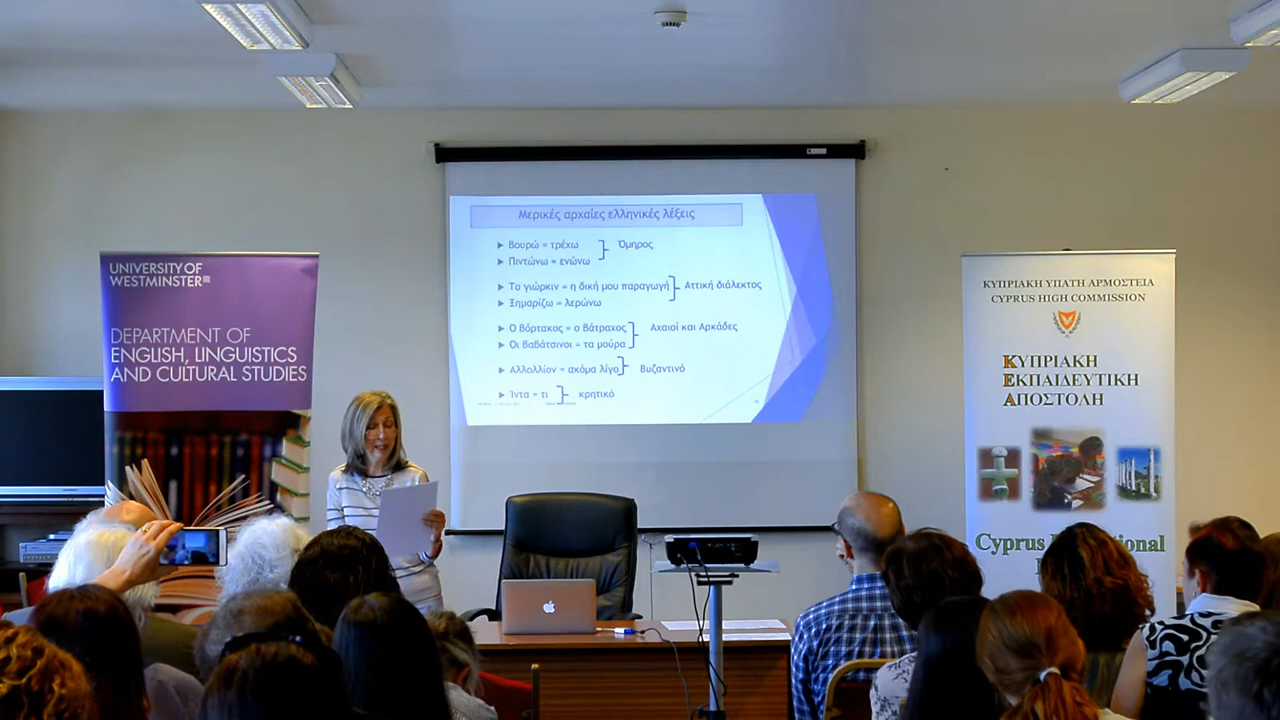 UNIVERSITY OF
WESTMINSTER
DEPARTMENT OF
ENGLISH, LINGUISTICS
AND CULTURAL STUDIES
Μερικές αρχαίες ελληνικές λέξεις
Βουρώ = τρέχω
Όμηρος
Πιντώνω = ενώνω
Το γιώρκιν = η δική μου παραγωγή
Αττική διάλεκτος
Ξημαρίζω = λερώνω
Ο βόρτακος = ο βάτραχος
Αχαιοί και Αρκάδες
Οι βαβάτσινοι = τα μούρα
Αλλολλίον = ακόμα λίγο
Βυζαντινό
Ίντα = τι
κρητικό
ΚΥΠΡΙΑΚΗ ΥΠΑΤΗ ΑΡΜΟΣΤΕΙΑ
CYPRUS HIGH COMMISSION
ΚΥΠΡΙΑΚΗ
ΕΚΠΑΙΔΕΥΤΙΚΗ
ΑΠΟΣΤΟΛΗ
Cyprus